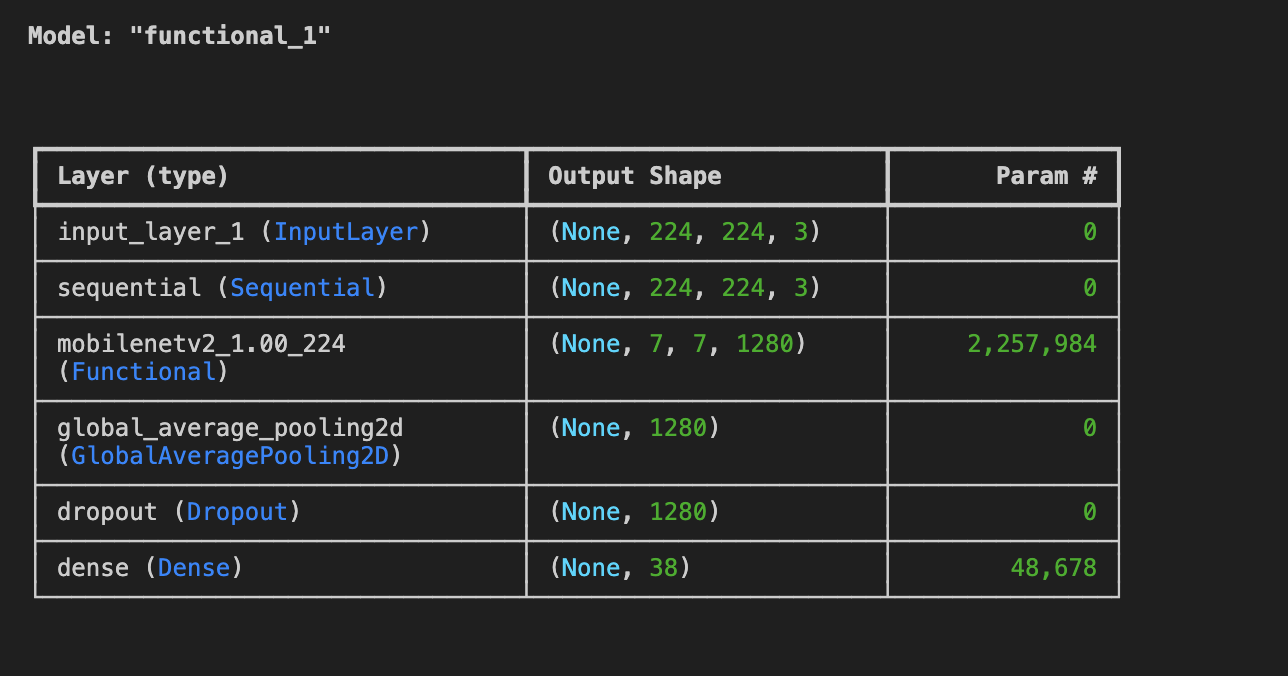 Model: "functional_1"
Layer (type) Output Shape Param #
input_layer_1 (InputLayer) (None, 224, 224, 3) 0
sequential (Sequential) (None, 224, 224, 3) 0
mobilenetv2_1.00_224 (None, 7, 7, 1280) 2,257,984
(Functional)
global_average_pooling2d (None, 1280) 0
(GlobalAveragePooling2D)
dropout (Dropout) (None, 1280) 0
dense (Dense) (None, 38) 48,678